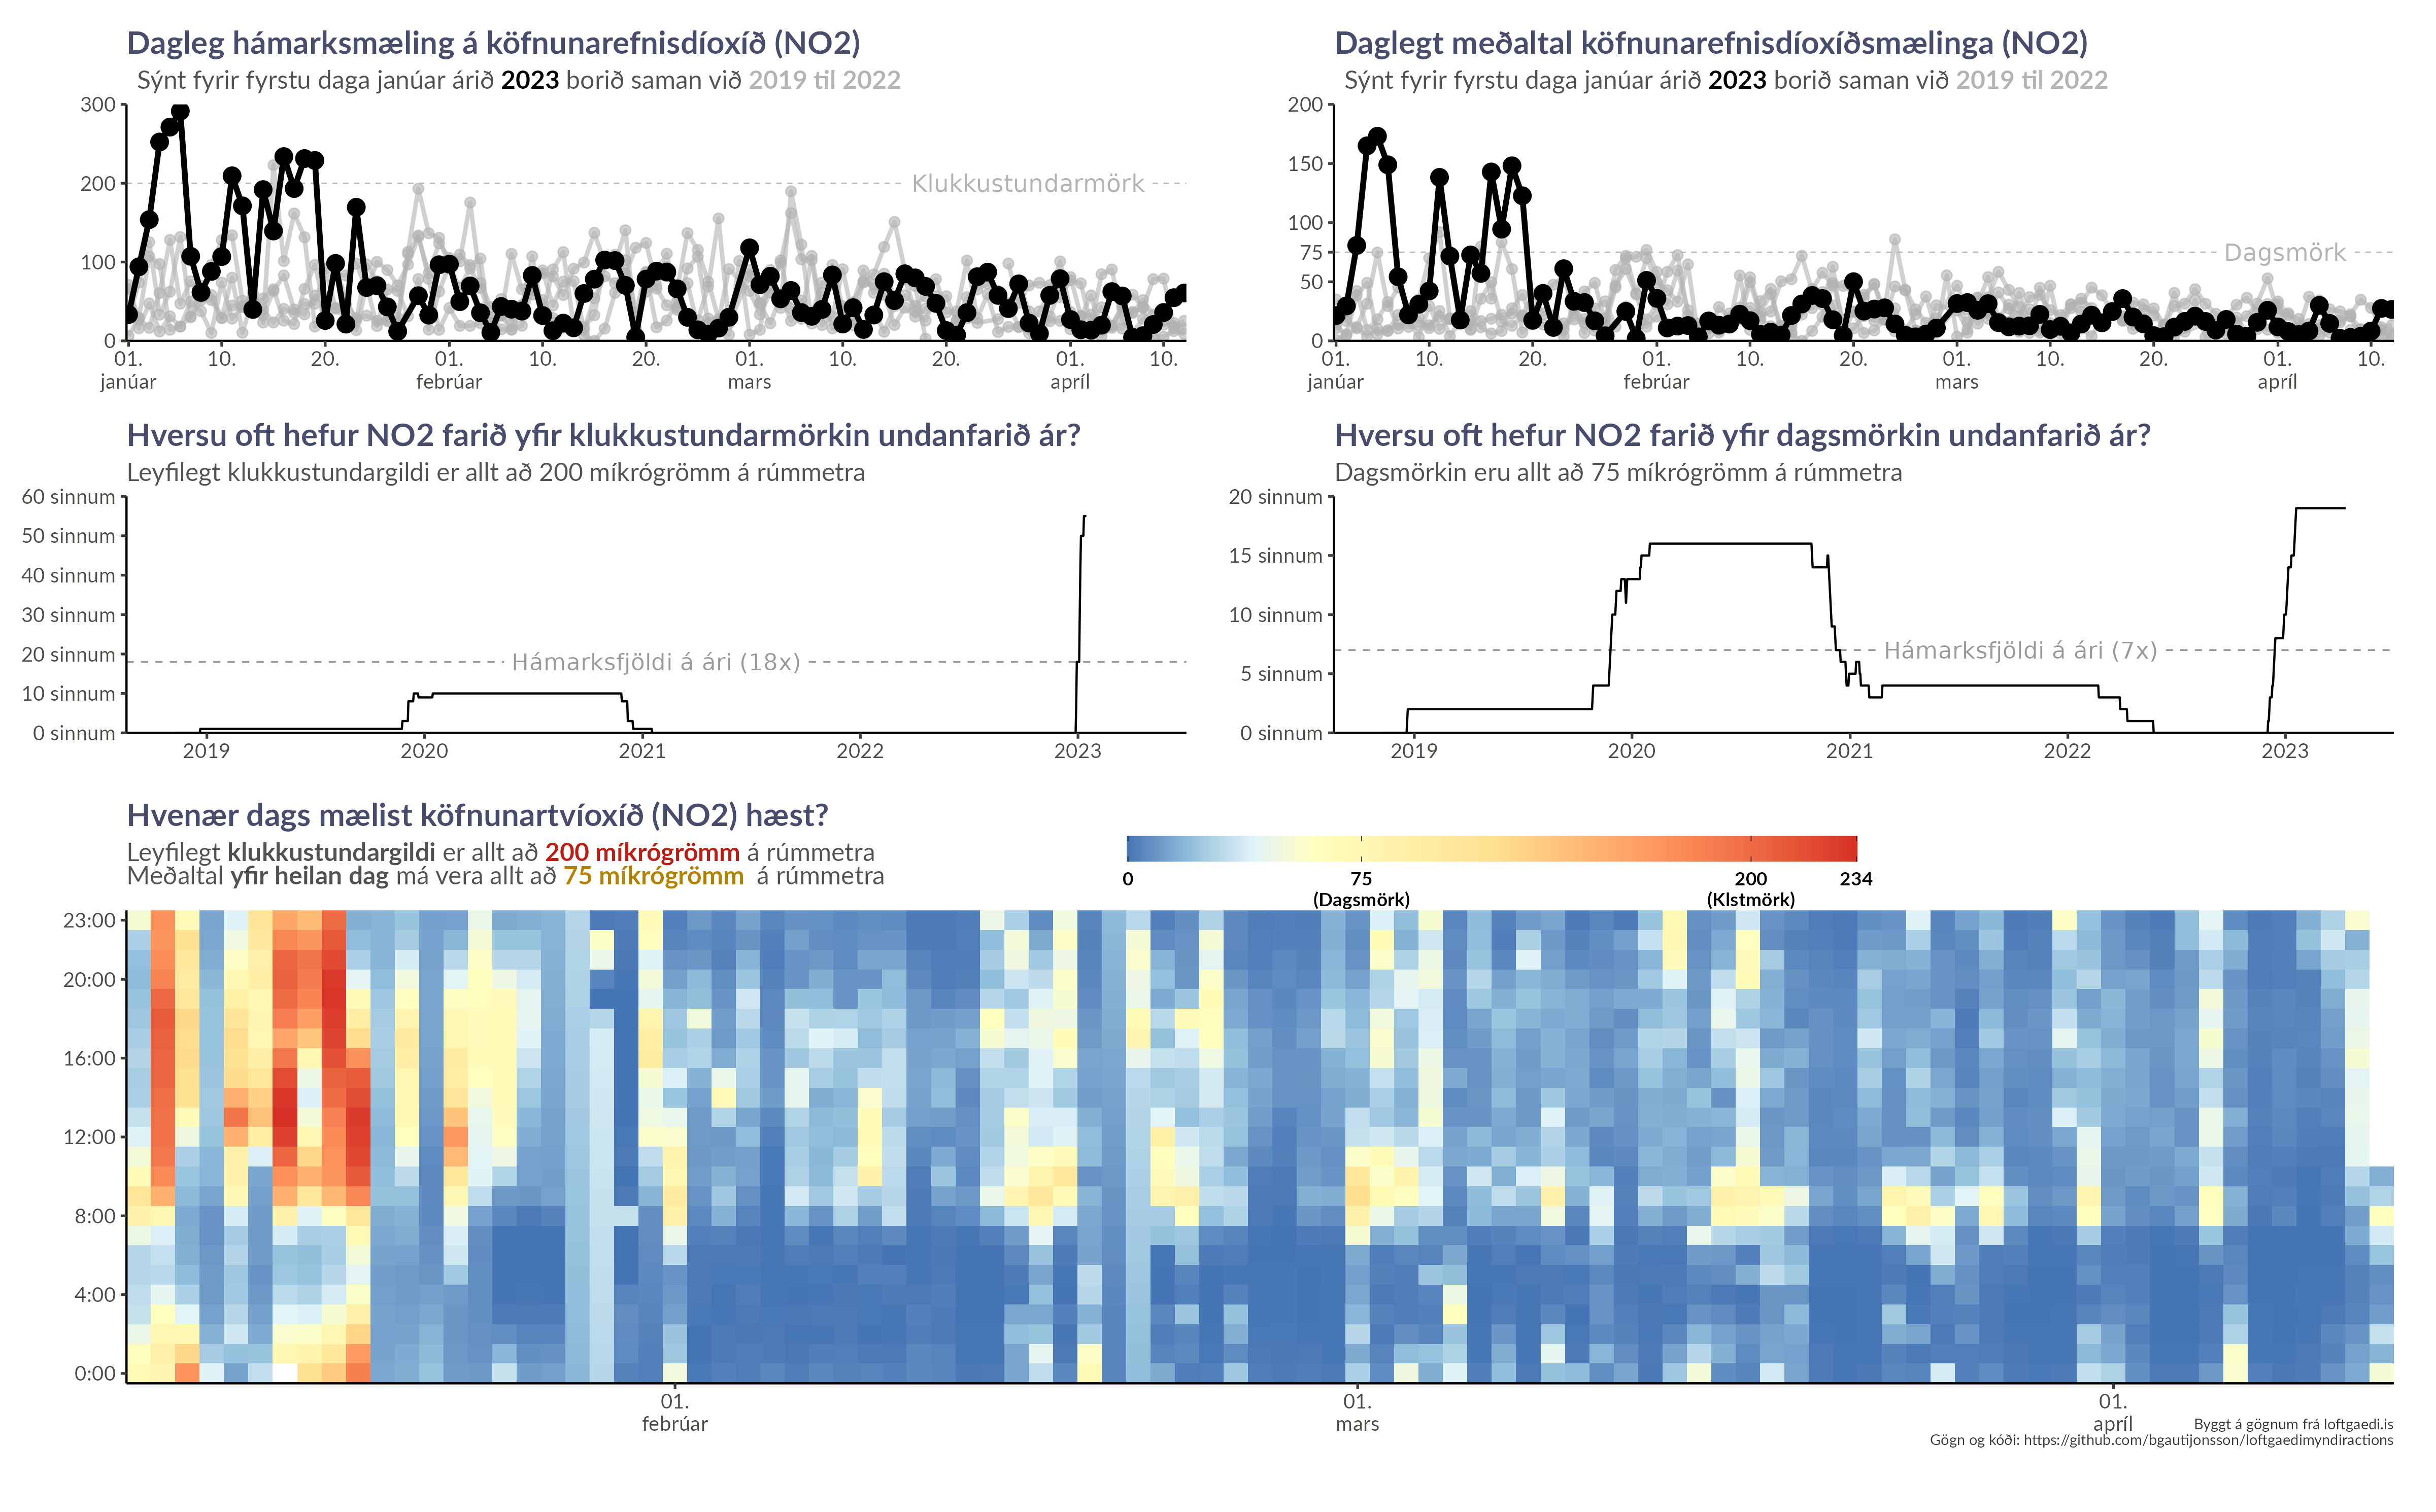 Dagleg hámarksmæling á köfnunarefnisdíoxíð (NO2)
Sýnt fyrir fyrstu daga janúar árið 2023 borið saman við 2019 til 2022
300
200
100
0
Klukkustundarmörk
01. 10. 20. 01. 10. 20. 01. 10. 20. 01. 10.
janúar febrúar mars apríl
Daglegt meðaltal köfnunarefnisdíoxíðsmælinga (NO2)
Sýnt fyrir fyrstu daga janúar árið 2023 borið saman við 2019 til 2022
200
150
100
75
50
0
Dagsmörk
01. 10. 20. 01. 10. 20. 01. 10. 20. 01. 10.
janúar febrúar mars apríl
Hversu oft hefur NO2 farið yfir klukkustundarmörkin undanfarið ár?
Leyfilegt klukkustundargildi er allt að 200 míkrógrömm á rúmmetra
60 sinnum
50 sinnum
40 sinnum
30 sinnum
20 sinnum
10 sinnum
0 sinnum
Hámarksfjöldi á ári (18x)
2019 2020 2021 2022 2023
Hversu oft hefur NO2 farið yfir dagsmörkin undanfarið ár?
Dagsmörkin eru allt að 75 míkrógrömm á rúmmetra
20 sinnum
15 sinnum
10 sinnum
5 sinnum
0 sinnum
Hámarksfjöldi á ári (7x)
2019 2020 2021 2022 2023
Hvenær dags mælist köfnunartvíoxíð (NO2) hæst?
Leyfilegt klukkustundargildi er allt að 200 míkrógrömm á rúmmetra
Meðaltal yfir heilan dag má vera allt að 75 míkrógrömm á rúmmetra
0 75 200 234
(Dagsmörk) (Klstmörk)
23:00
20:00
16:00
12:00
8:00
4:00
0:00
01. 01. 01.
febrúar mars apríl
Byggt á gögnum frá loftgaedi.is
Gögn og kóði: https://github.com/bgautijonsson/loftgaedimyndiractions